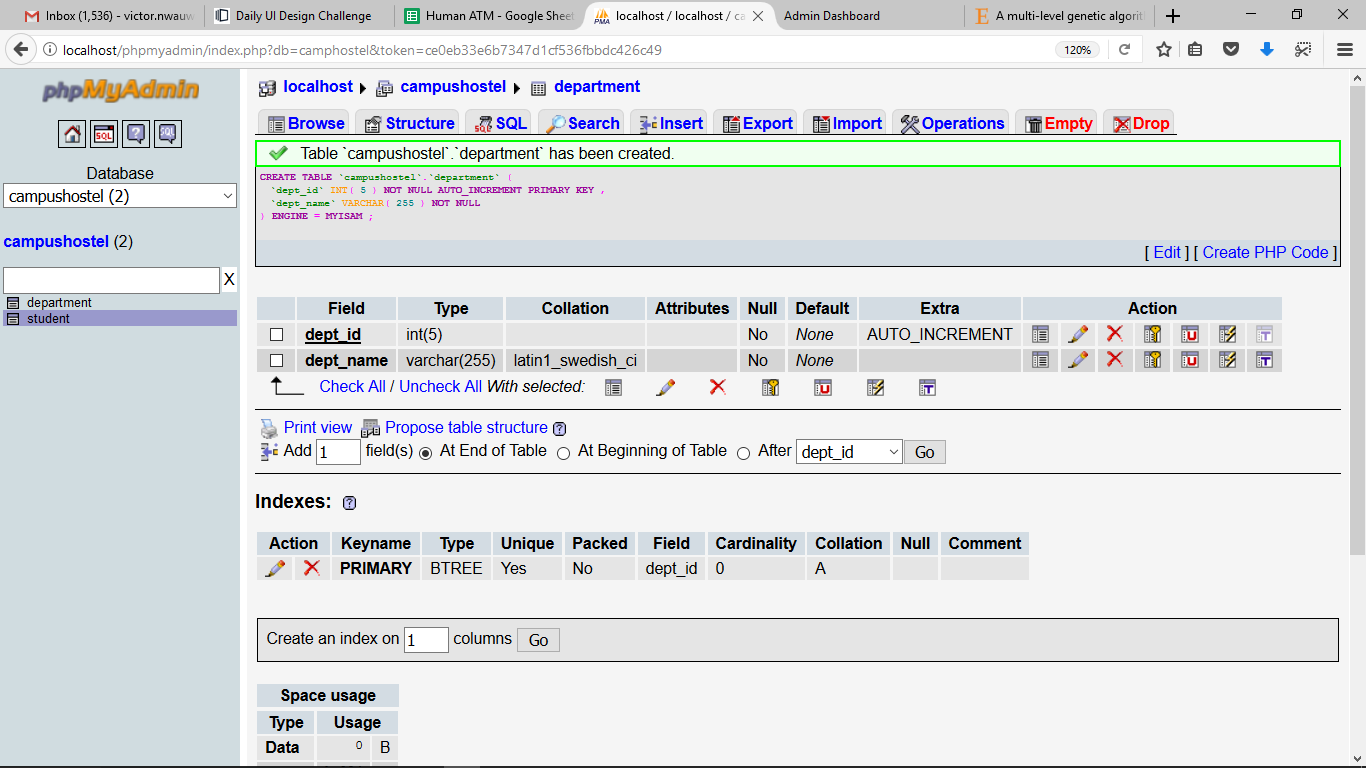 Inbox (1,536) - victor.nwauw
Daily UI Design Challenge
Human ATM - Google Sheet
localhost / localhost / ca
Admin Dashboard
A multi-level genetic algorit
localhost/phpmyadmin/index.php?db=camphostel&token=ce0eb33e6b7347d1cf536fbbdc426c49
120%
phpMyAdmin
SQL
SQL
Database
campushostel (2)
campushostel (2)
X
department
student
localhost campushostel department
Browse Structure SQL Search Insert Export Import Operations Empty Drop
Table `campushostel`.`department` has been created.
CREATE TABLE `campushostel`.`department` (
`dept_id` INT( 5 ) NOT NULL AUTO_INCREMENT PRIMARY KEY ,
`dept_name` VARCHAR( 255 ) NOT NULL
) ENGINE = MYISAM ;
[ Edit ] [ Create PHP Code ]
Field Type Collation Attributes Null Default Extra Action
dept_id int(5) No None AUTO_INCREMENT
dept_name varchar(255) latin1_swedish_ci No None
Check All / Uncheck All With selected:
Print view Propose table structure
Add 1 field(s) At End of Table At Beginning of Table After dept_id Go
Indexes:
Action Keyname Type Unique Packed Field Cardinality Collation Null Comment
PRIMARY BTREE Yes No dept_id 0 A
Create an index on 1 columns Go
Space usage
Type Usage
Data 0 B